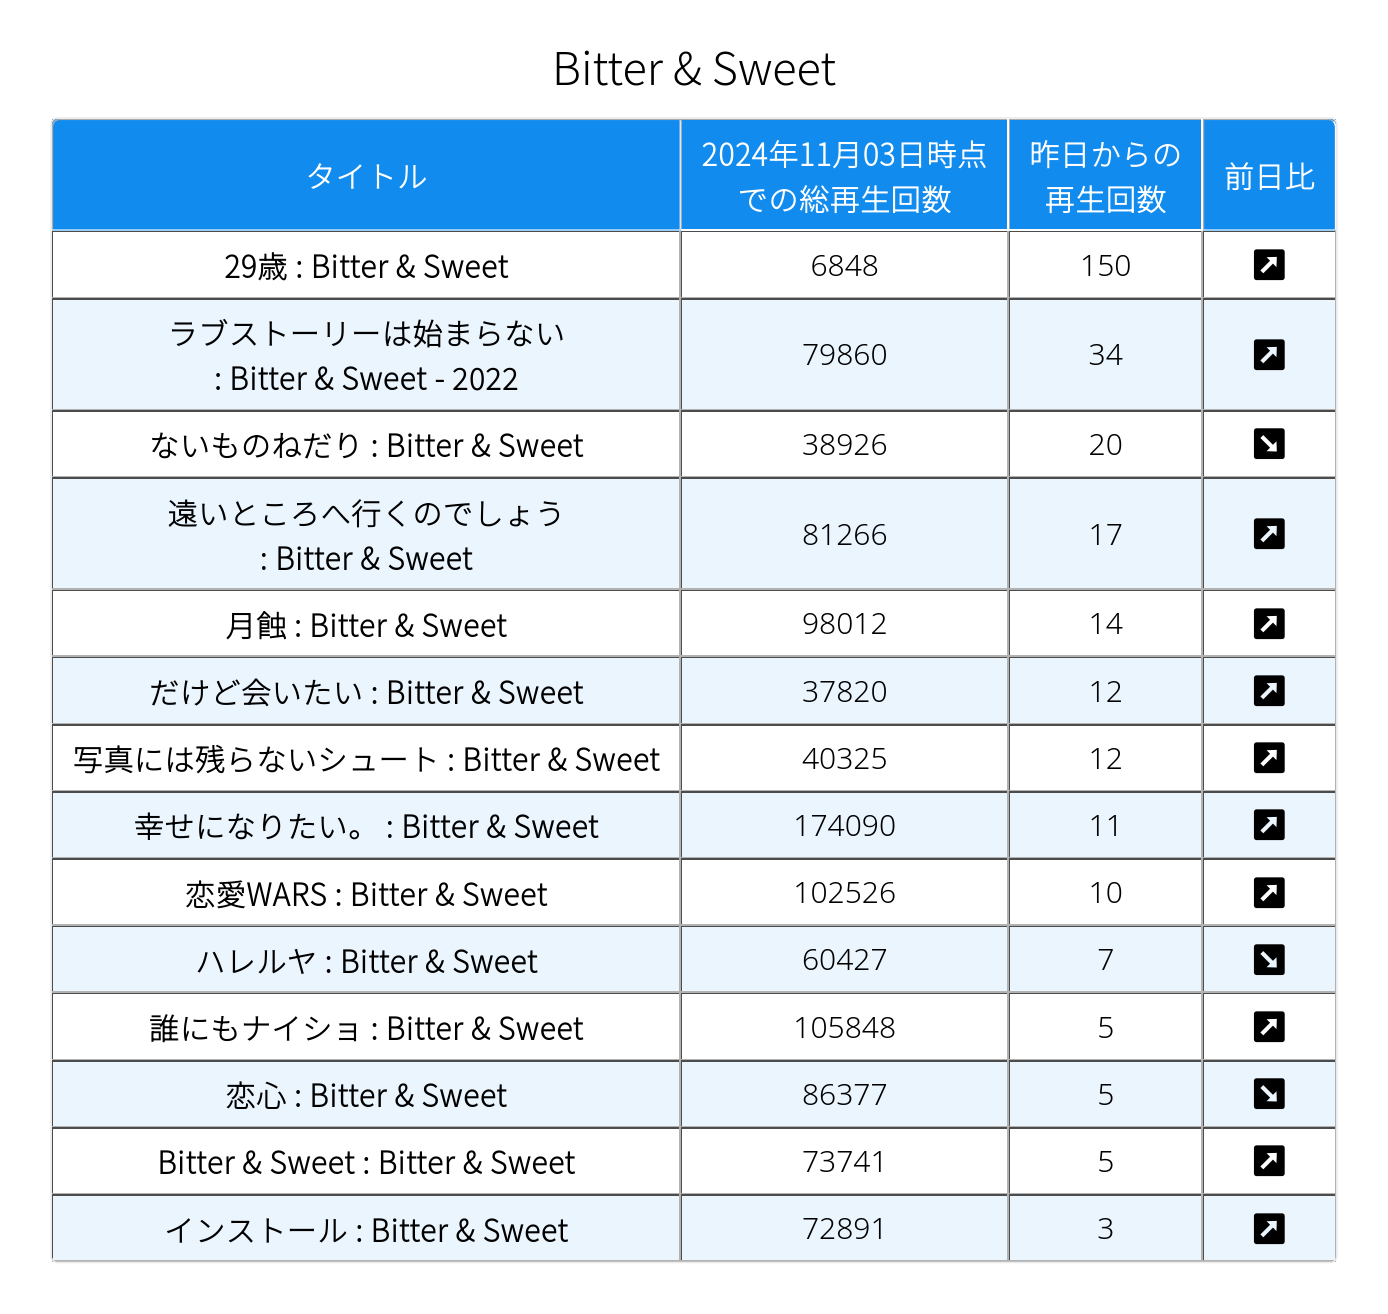 Bitter & Sweet
タイトル
2024年11月03日時点
での総再生回数
昨日からの
再生回数
前日比
29歳 : Bitter & Sweet
6848
150
ラブストーリーは始まらない
: Bitter & Sweet - 2022
79860
34
ないものねだり : Bitter & Sweet
38926
20
遠いところへ行くのでしょう
: Bitter & Sweet
81266
17
月蝕 : Bitter & Sweet
98012
14
だけど会いたい : Bitter & Sweet
37820
12
写真には残らないシュート : Bitter & Sweet
40325
12
幸せになりたい。 : Bitter & Sweet
174090
11
恋愛WARS : Bitter & Sweet
102526
10
ハレルヤ : Bitter & Sweet
60427
7
誰にもナイショ : Bitter & Sweet
105848
5
恋心 : Bitter & Sweet
86377
5
Bitter & Sweet : Bitter & Sweet
73741
5
インストール : Bitter & Sweet
72891
3